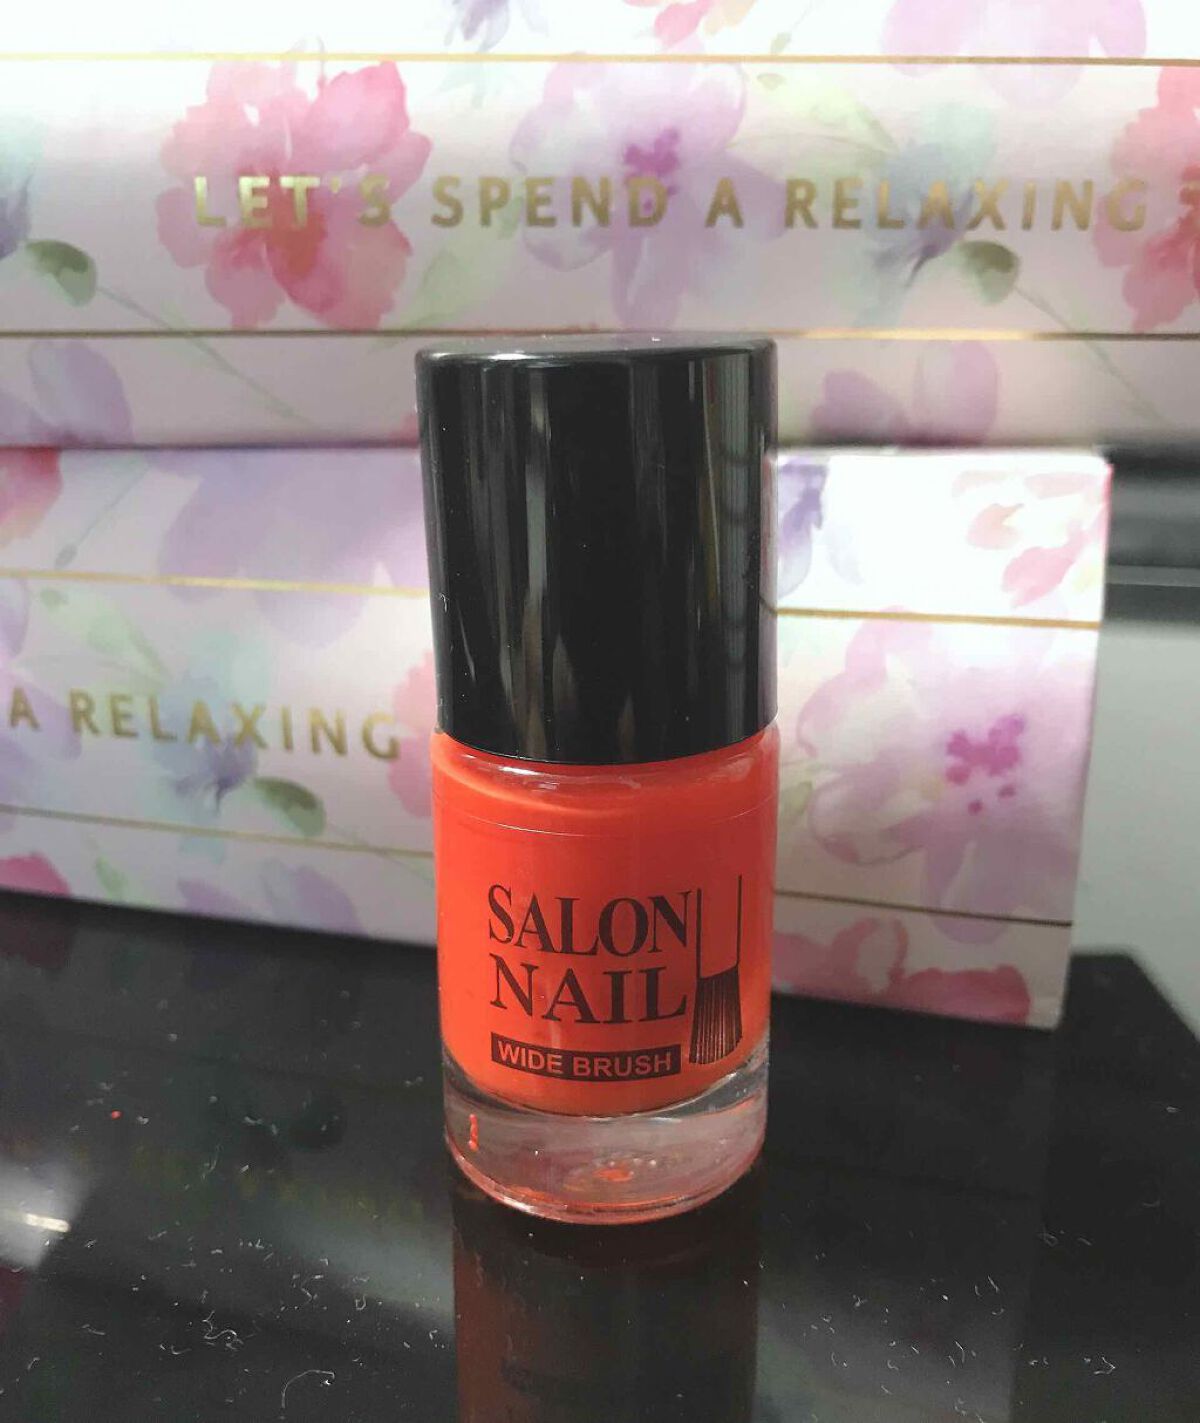 LET'S SPEND A RELAXING
A RELAXING
SALON
NAIL
WIDE BRUSH